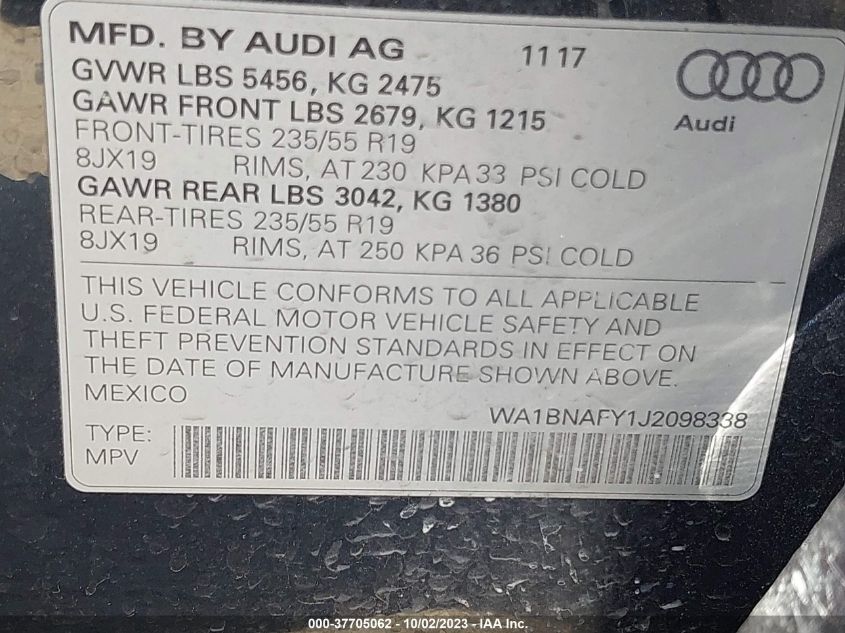 MFD. BY AUDI AG 11 17
GVWR LBS 5456, KG 2475
GAWR FRONT LBS 2679, KG 1215
Audi
FRONT-TIRES 235/55 R19
8JX19 RIMS, AT 230 KPA 33 PSI COLD
GAWR REAR LBS 3042, KG 1380
REAR-TIRES 235/55 R19
8JX19 RIMS, AT 250 KPA 36 PSI COLD
THIS VEHICLE CONFORMS TO ALL APPLICABLE
U.S. FEDERAL MOTOR VEHICLE SAFETY AND
THEFT PREVENTION STANDARDS IN EFFECT ON
THE DATE OF MANUFACTURE SHOWN ABOVE.
MEXICO
WA1BNAFY1J2098338
TYPE:
MPV
000-37705062 - 10/02/2023 - IAA Inc.